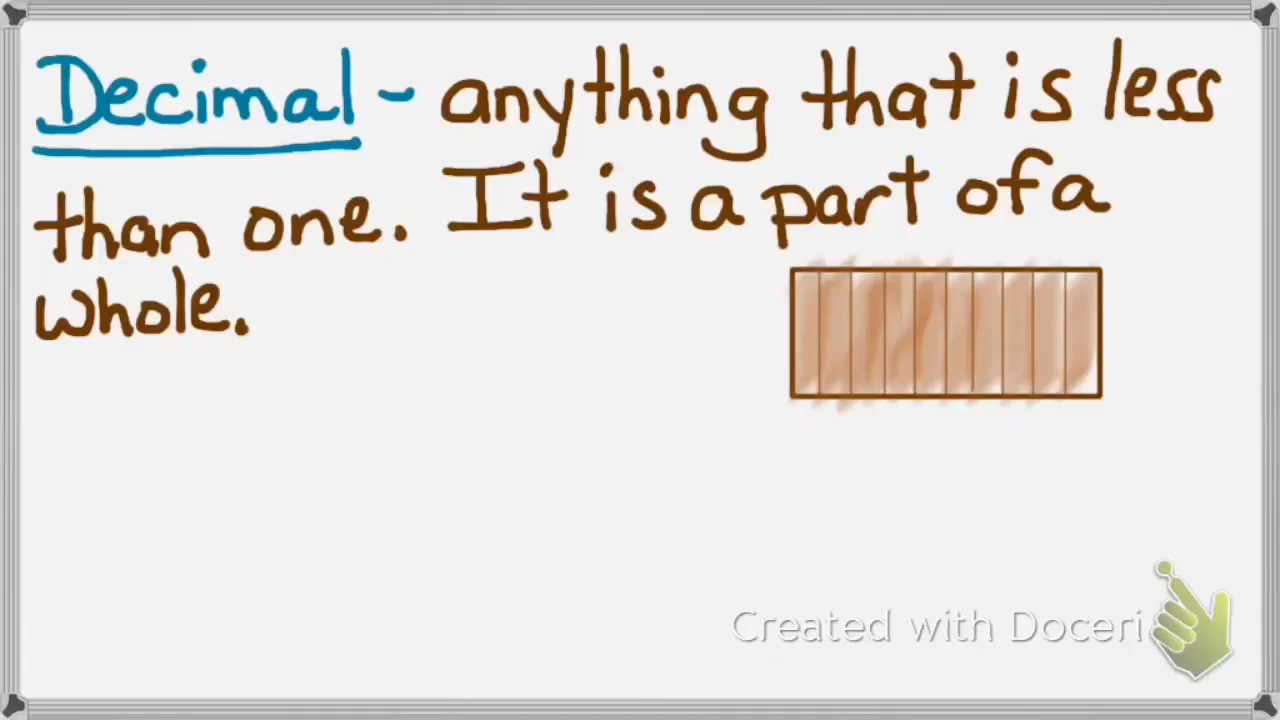 Decimal - anything that is less
than one. It is a part of a
whole.
Created with Doceri